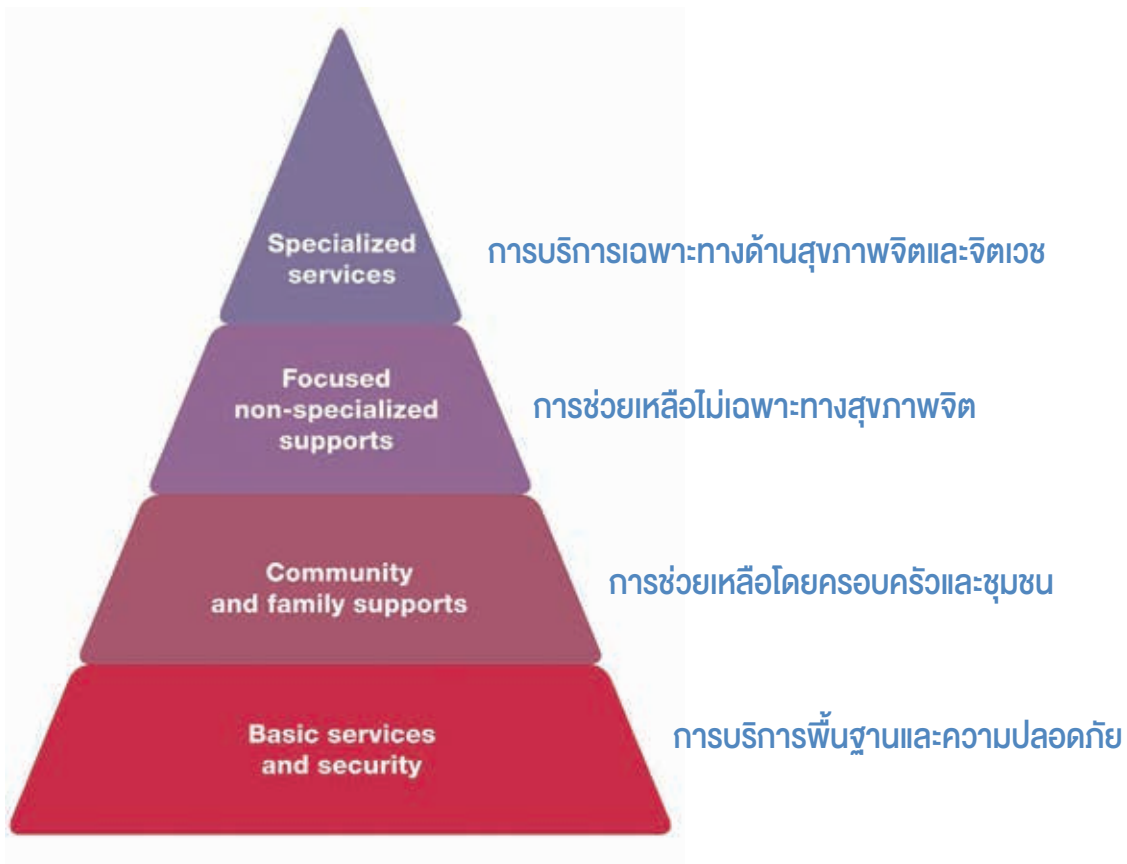 Specialized
services
การบริการเฉพาะทางด้านสุขภาพจิตและจิตเวช
Focused
non-specialized
supports
การช่วยเหลือไม่เฉพาะทางสุขภาพจิต
Community
and family supports
การช่วยเหลือโดยครอบครัวและชุมชน
Basic services
and security
การบริการพื้นฐานและความปลอดภัย